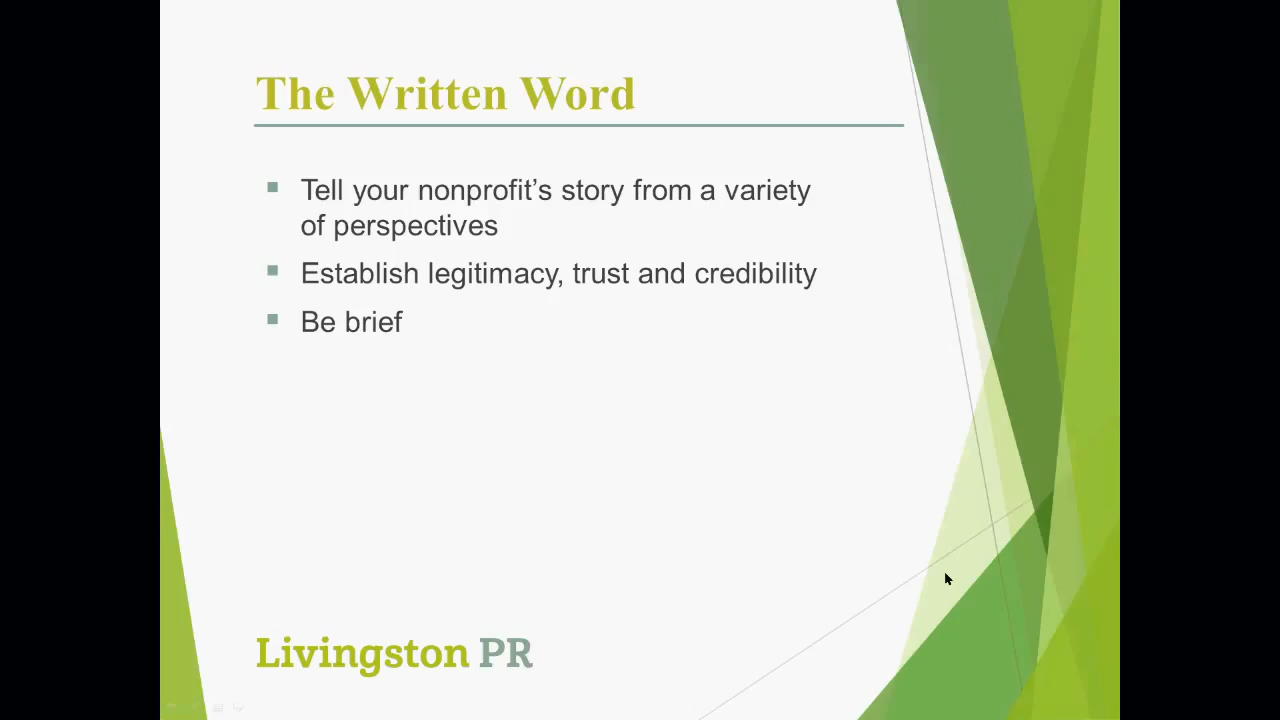 The Written Word
Tell your nonprofit’s story from a variety
of perspectives
Establish legitimacy, trust and credibility
Be brief
Livingston PR